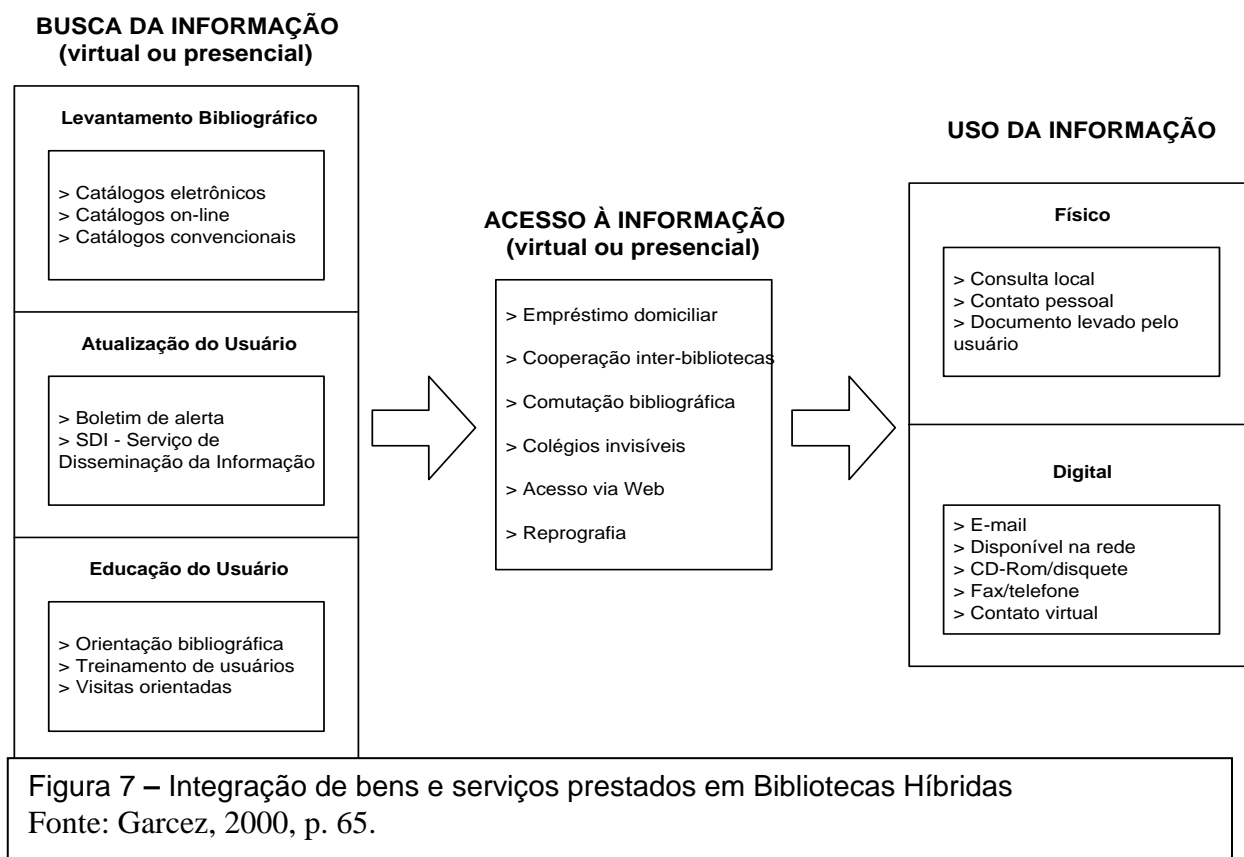 BUSCA DA INFORMAÇÃO
(virtual ou presencial)
Levantamento Bibliográfico
> Catálogos eletrônicos
> Catálogos on-line
> Catálogos convencionais
Atualização do Usuário
> Boletim de alerta
> SDI - Serviço de
Disseminação da Informação
Educação do Usuário
> Orientação bibliográfica
> Treinamento de usuários
> Visitas orientadas
ACESSO À INFORMAÇÃO
(virtual ou presencial)
> Empréstimo domiciliar
> Cooperação inter-bibliotecas
> Comutação bibliográfica
> Colégios invisíveis
> Acesso via Web
> Reprografia
USO DA INFORMAÇÃO
Físico
> Consulta local
> Contato pessoal
> Documento levado pelo
usuário
Digital
> E-mail
> Disponível na rede
> CD-Rom/disquete
> Fax/telefone
> Contato virtual
Figura 7 – Integração de bens e serviços prestados em Bibliotecas Híbridas
Fonte: Garcez, 2000, p. 65.